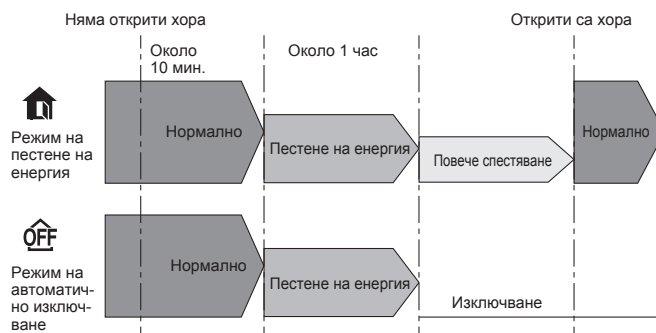 Няма открити хора
Открити са хора
Около
10 мин.
Около 1 час
Режим на
пестене на
енергия
Нормално
Пестене на енергия
Повече спестяване
Нормално
OFF
Режим на
автоматич-
но изключ-
ване
Нормално
Пестене на енергия
Изключване